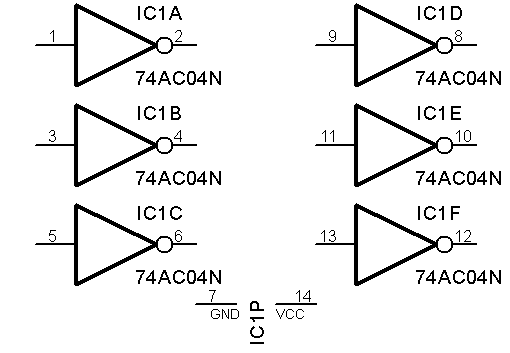 IC1A
1 2
74AC04N
IC1B
3 4
74AC04N
IC1C
5 6
74AC04N
IC1D
9 8
74AC04N
IC1E
11 10
74AC04N
IC1F
13 12
74AC04N
7 14
GND VCC
IC1P